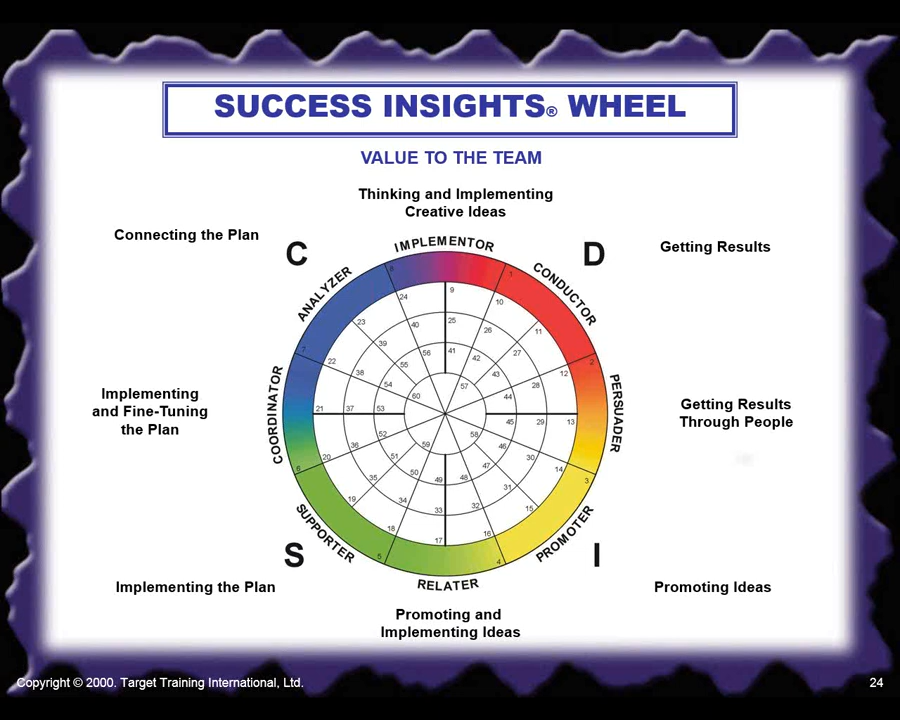 SUCCESS INSIGHTS® WHEEL
VALUE TO THE TEAM
Thinking and Implementing
Creative Ideas
Connecting the Plan
C
IMPLEMENTOR
D
Getting Results
ANALYZER
CONDUCTOR
8
1
24
9
10
23
40
25
26
11
7
22
39
56
41
42
27
2
38
55
43
12
54
60
57
44
28
Implementing
and Fine-Tuning
the Plan
COORDINATOR
PERSUADER
Getting Results
Through People
21
37
53
45
29
13
52
59
58
46
36
51
30
6
20
50
49
48
47
14
3
35
31
19
34
33
32
15
18
17
16
5
4
SUPPORTER
PROMOTER
S
RELATER
I
Implementing the Plan
Promoting Ideas
Promoting and
Implementing Ideas
Copyright © 2000. Target Training International, Ltd.
24